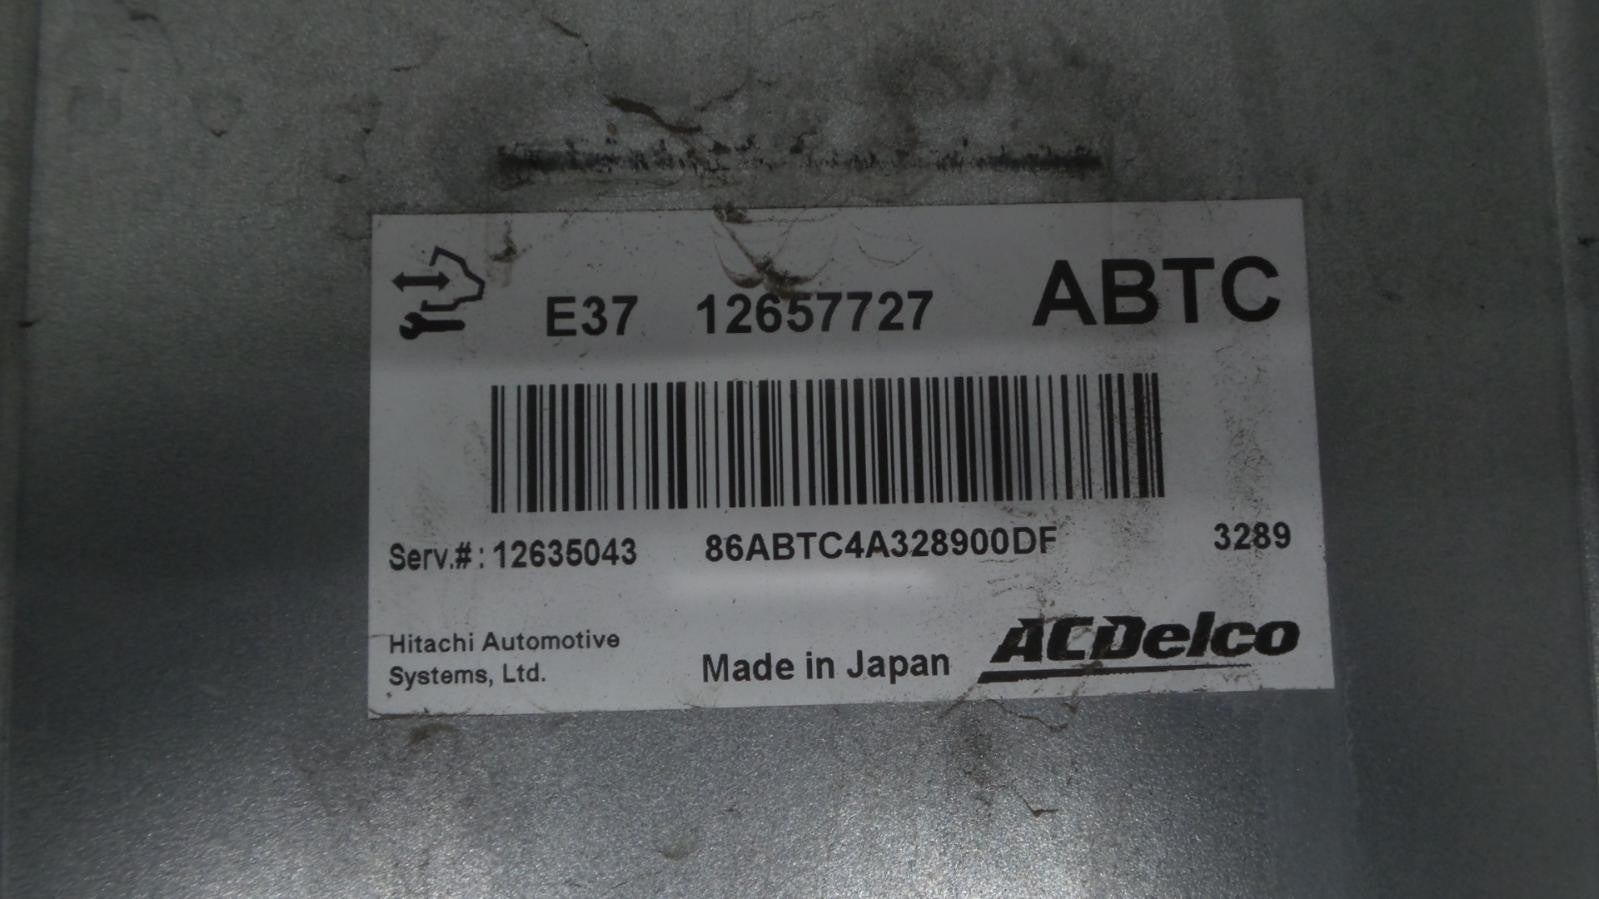 E37 12657727 ABTC
Serv.#: 12635043 86ABTC4A328900DF 3289
Hitachi Automotive
Systems, Ltd.
Made in Japan
ACDelco